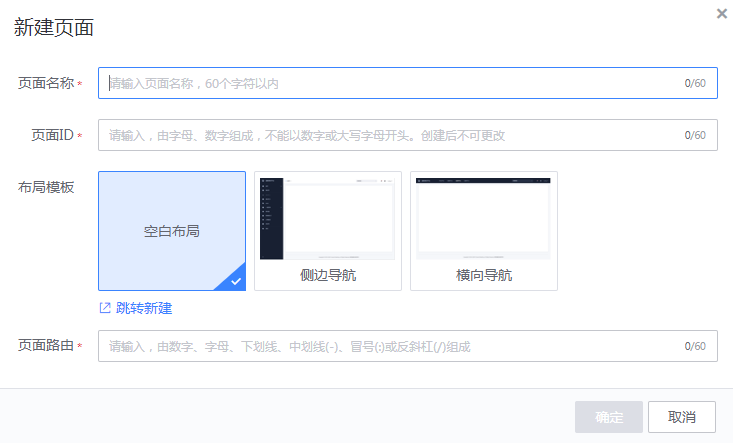 新建页面
页面名称 *
请输入页面名称，60个字符以内 0/60
页面ID *
请输入，由字母、数字组成，不能以数字或大写字母开头。创建后不可更改 0/60
布局模板
空白布局
侧边导航
横向导航
跳转新建
页面路由 *
请输入，由数字、字母、下划线、中划线(-)、冒号(:)或反斜杠(/)组成 0/60
确定
取消